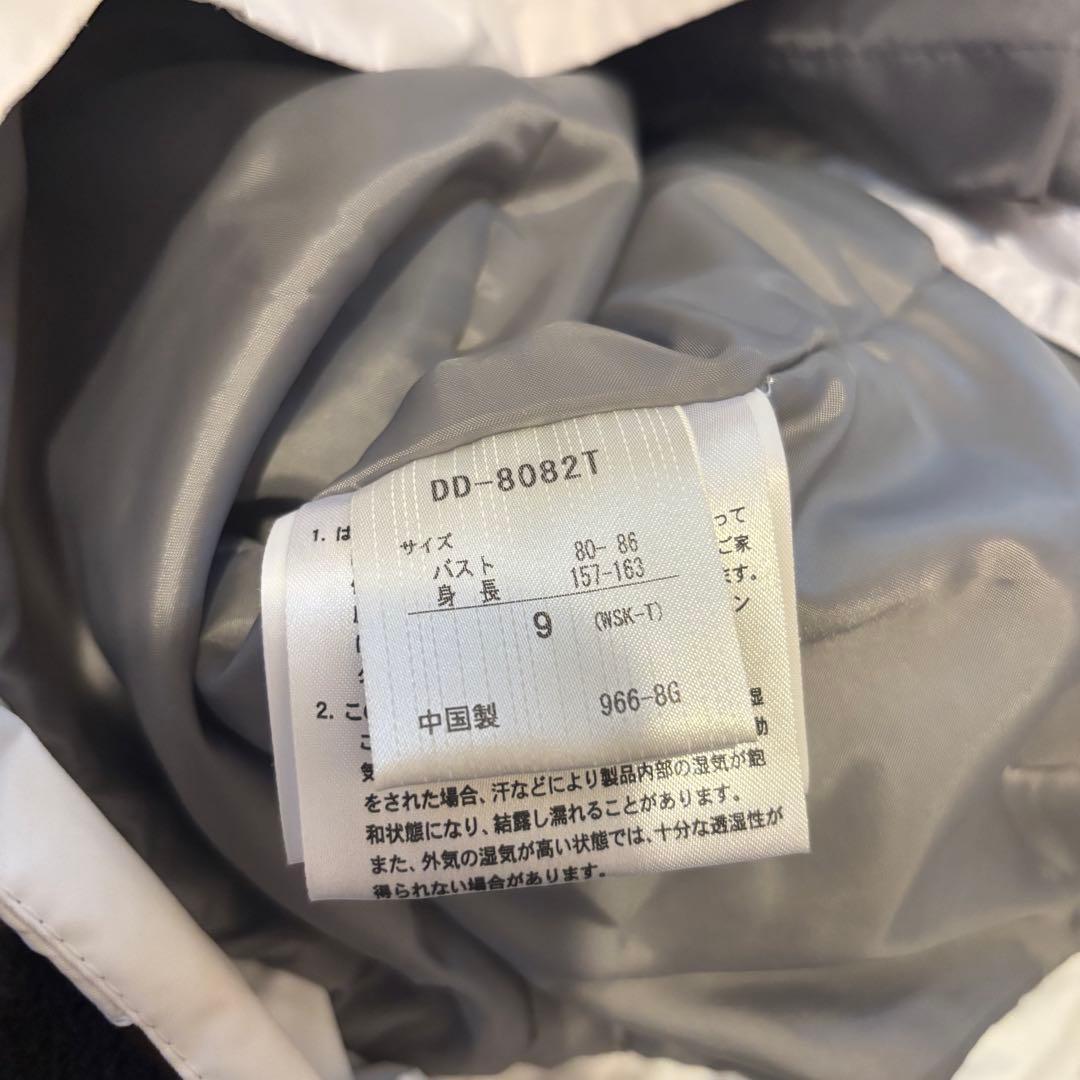 DD-8082T
サイズ
バスト 80- 86
身 長 157-163
9 (WSK-T)
中国製 966-8G
1. は
って
ご家
ます。
ン
2. こ
湿
こ
気
をされた場合、汗などにより製品内部の湿気が飽
和状態になり、結露し濡れることがあります。
また、外気の湿気が高い状態では、十分な透湿性が
得られない場合があります。